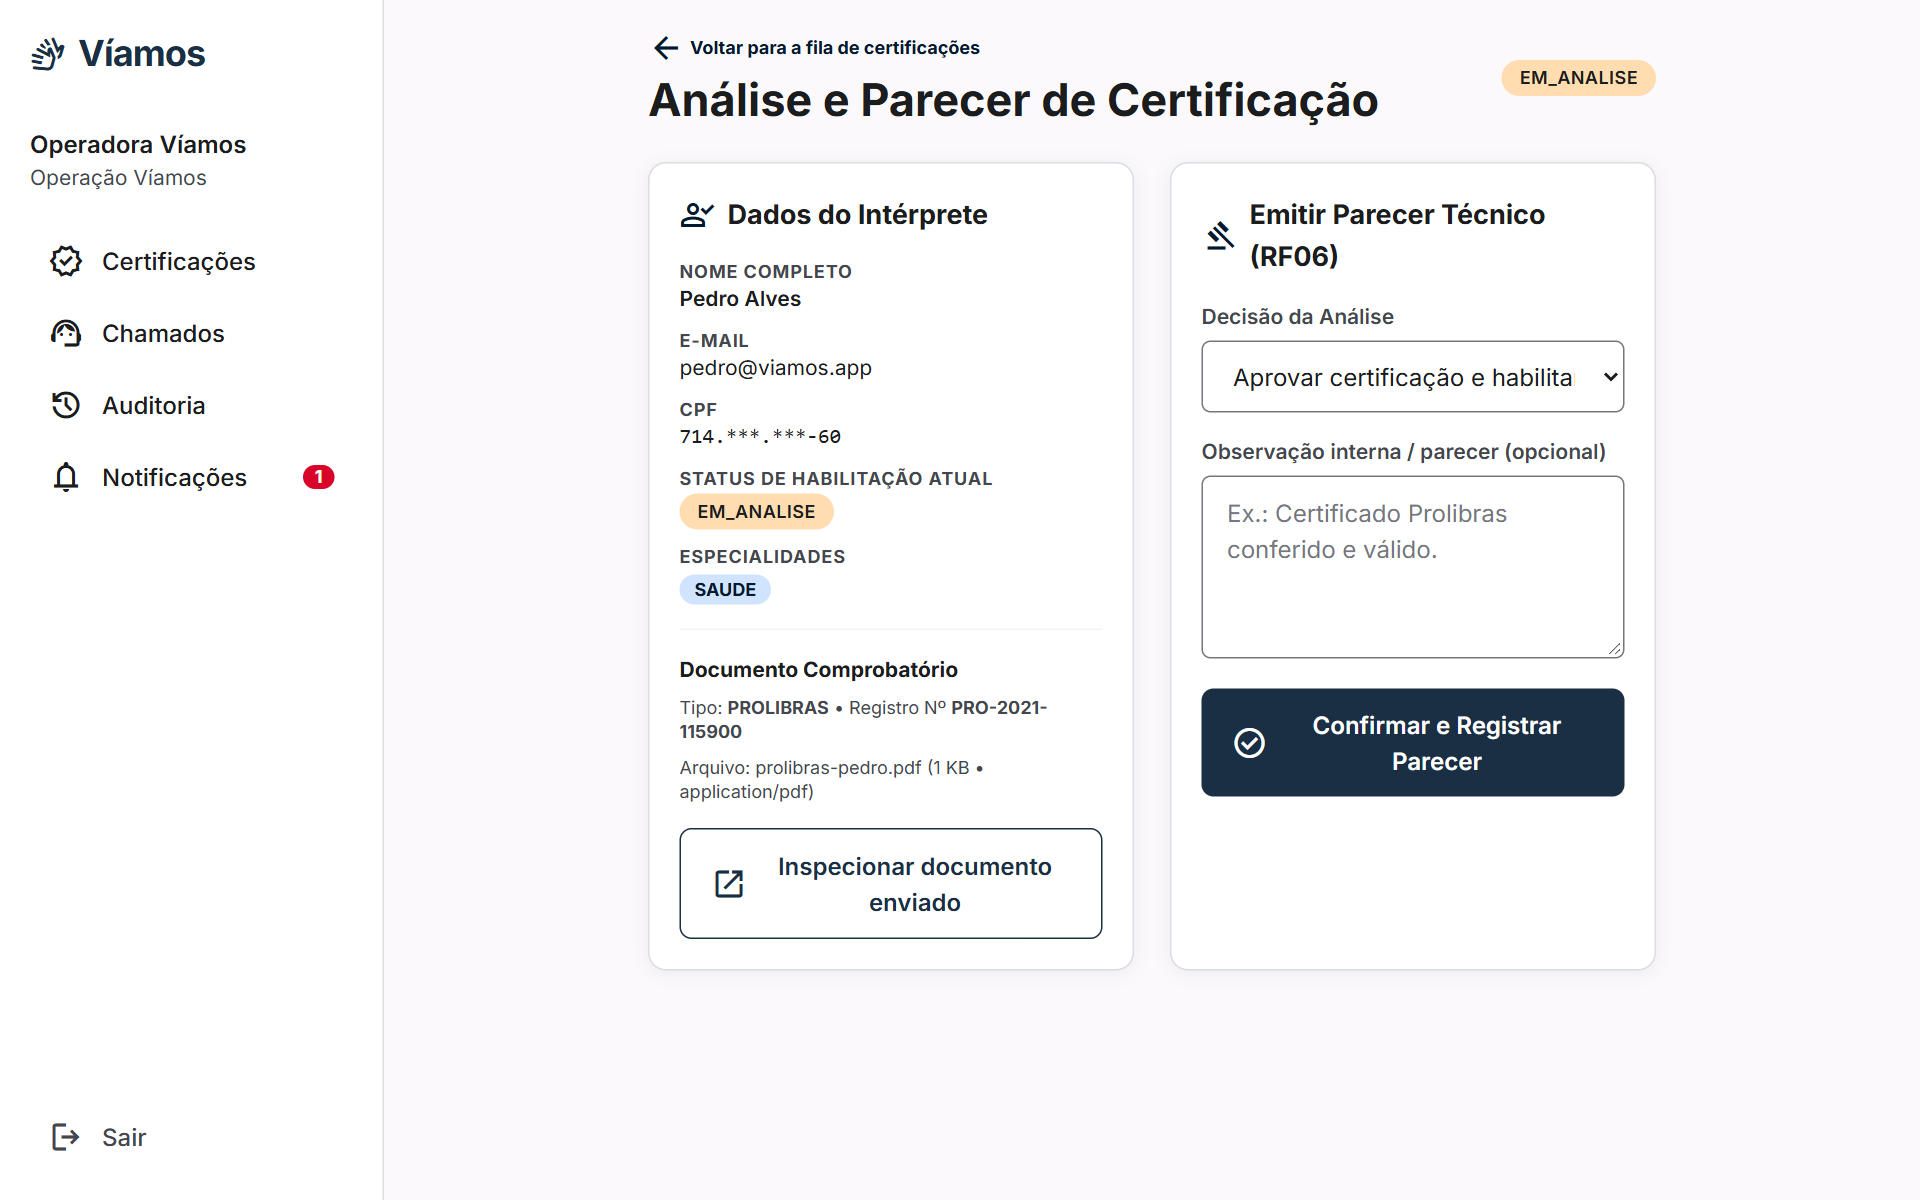 Víamos
Operadora Víamos
Operação Víamos
Certificações
Chamados
Auditoria
Notificações 1
Sair
Voltar para a fila de certificações
Análise e Parecer de Certificação
EM_ANALISE
Dados do Intérprete
NOME COMPLETO
Pedro Alves
E-MAIL
pedro@viamos.app
CPF
714.***.***-60
STATUS DE HABILITAÇÃO ATUAL
EM_ANALISE
ESPECIALIDADES
SAUDE
Documento Comprobatório
Tipo: PROLIBRAS • Registro Nº PRO-2021-
115900
Arquivo: prolibras-pedro.pdf (1 KB •
application/pdf)
Inspecionar documento
enviado
Emitir Parecer Técnico
(RF06)
Decisão da Análise
Aprovar certificação e habilita
Observação interna / parecer (opcional)
Ex.: Certificado Prolibras
conferido e válido.
Confirmar e Registrar
Parecer